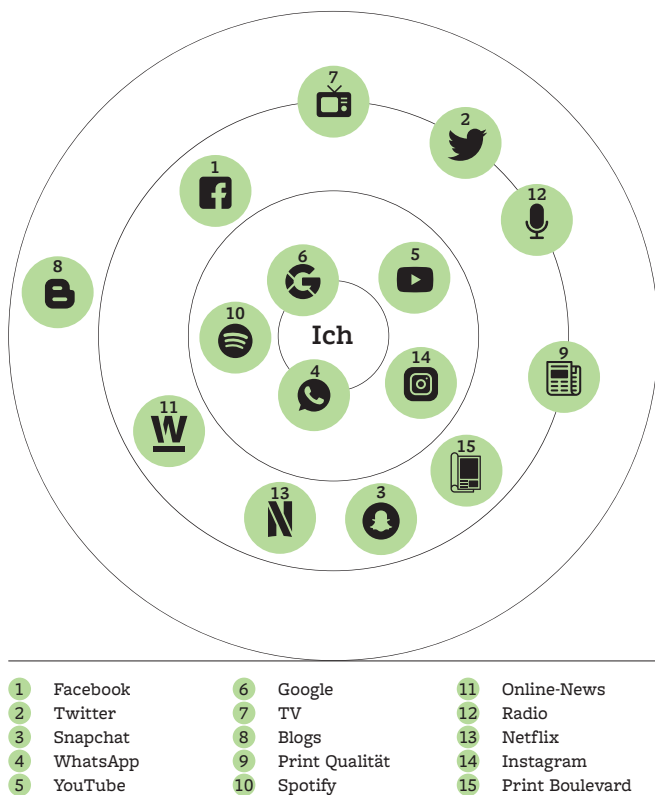 7
2
1
12
6
5
8
10
Ich
14
9
4
11
W
15
13
3
1 Facebook
2 Twitter
3 Snapchat
4 WhatsApp
5 YouTube
6 Google
7 TV
8 Blogs
9 Print Qualität
10 Spotify
11 Online-News
12 Radio
13 Netflix
14 Instagram
15 Print Boulevard